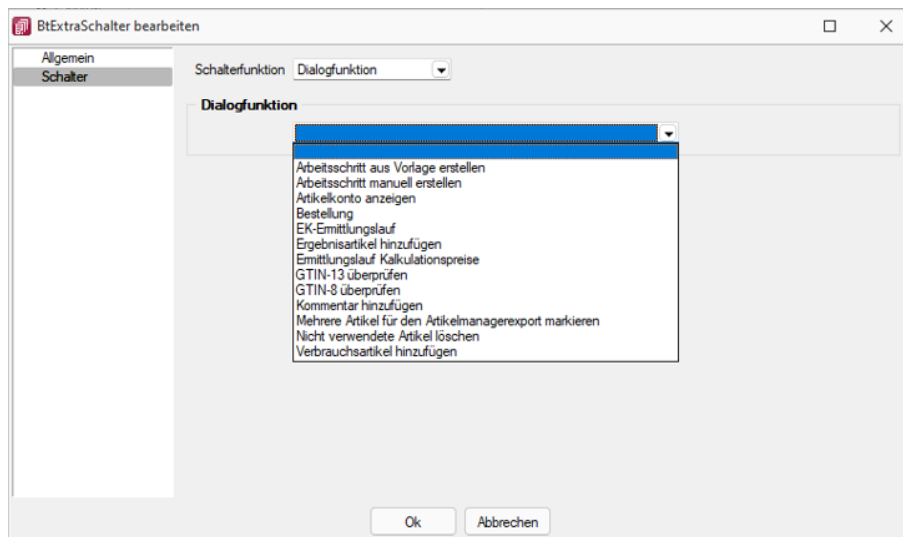 BtExtraSchalter bearbeiten
Allgemein
Schalter
Schalterfunktion Dialogfunktion
Dialogfunktion
Arbeitsschritt aus Vorlage erstellen
Arbeitsschritt manuell erstellen
Artikelkonto anzeigen
Bestellung
EK-Ermittlungslauf
Ergebnisartikel hinzufügen
Ermittlungslauf Kalkulationspreise
GTIN-13 überprüfen
GTIN-8 überprüfen
Kommentar hinzufügen
Mehrere Artikel für den Artikelmanagerexport markieren
Nicht verwendete Artikel löschen
Verbrauchsartikel hinzufügen
Ok Abbrechen